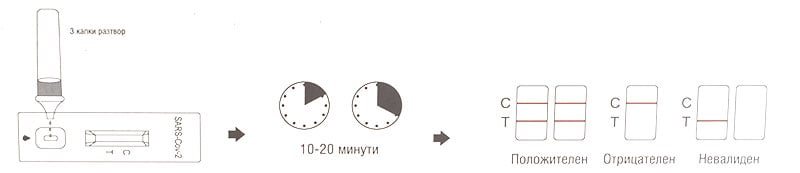 3 капки разтвор
SARS-Cov-2
C
T
10-20 минути
C
T
Положителен
C
T
Отрицателен
C
T
Невалиден